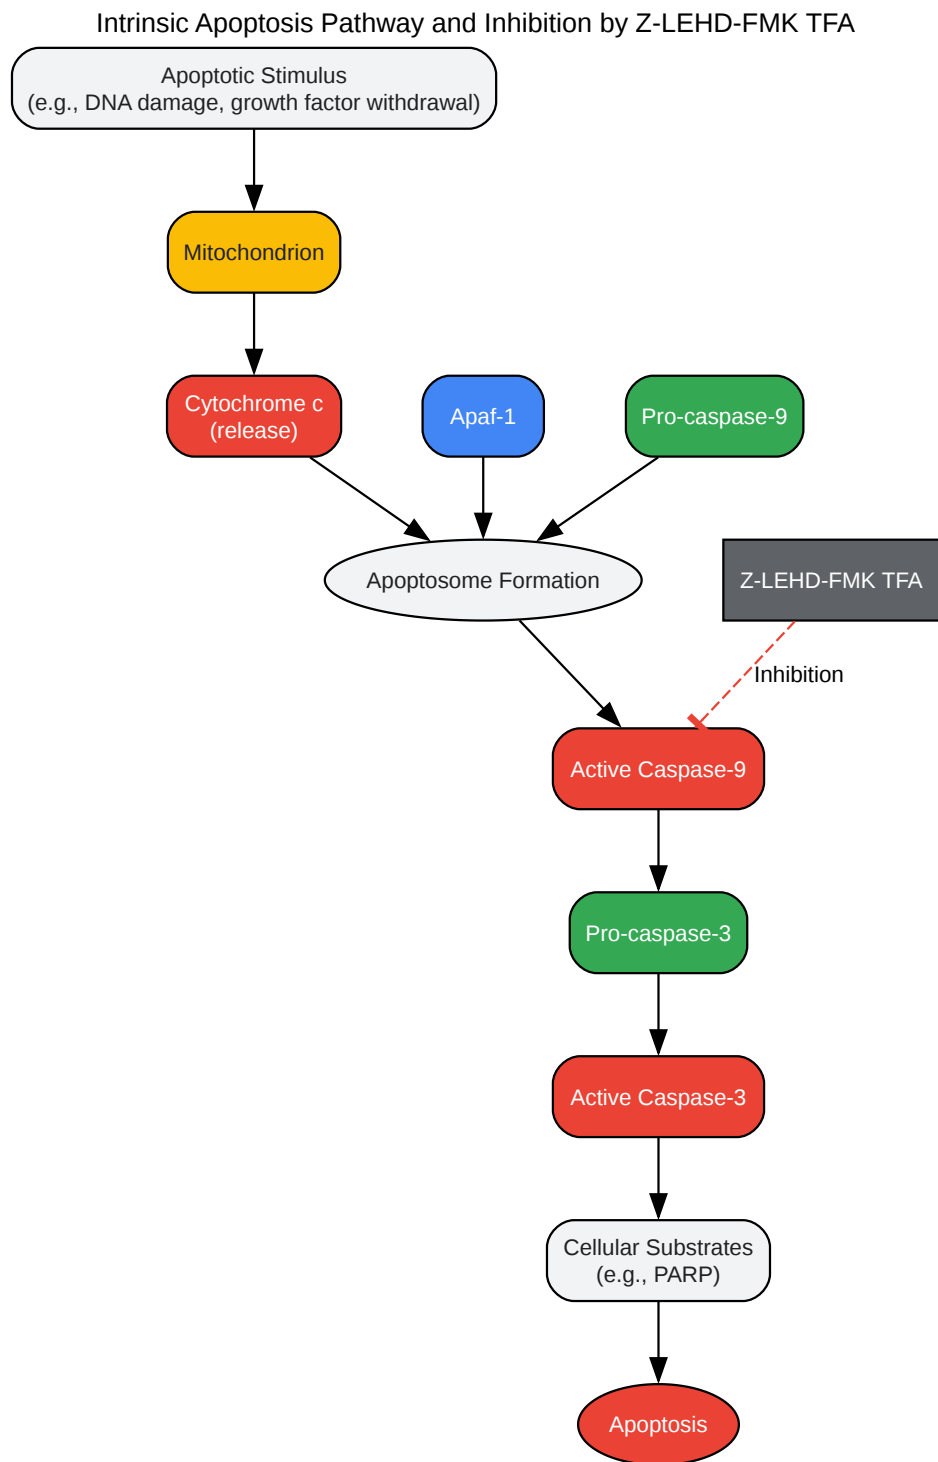 Intrinsic Apoptosis Pathway and Inhibition by Z-LEHD-FMK TFA
Apoptotic Stimulus
(e.g., DNA damage, growth factor withdrawal)
Mitochondrion
Cytochrome c
(release)
Apaf-1
Pro-caspase-9
Apoptosome Formation
Z-LEHD-FMK TFA
Inhibition
Active Caspase-9
Pro-caspase-3
Active Caspase-3
Cellular Substrates
(e.g., PARP)
Apoptosis